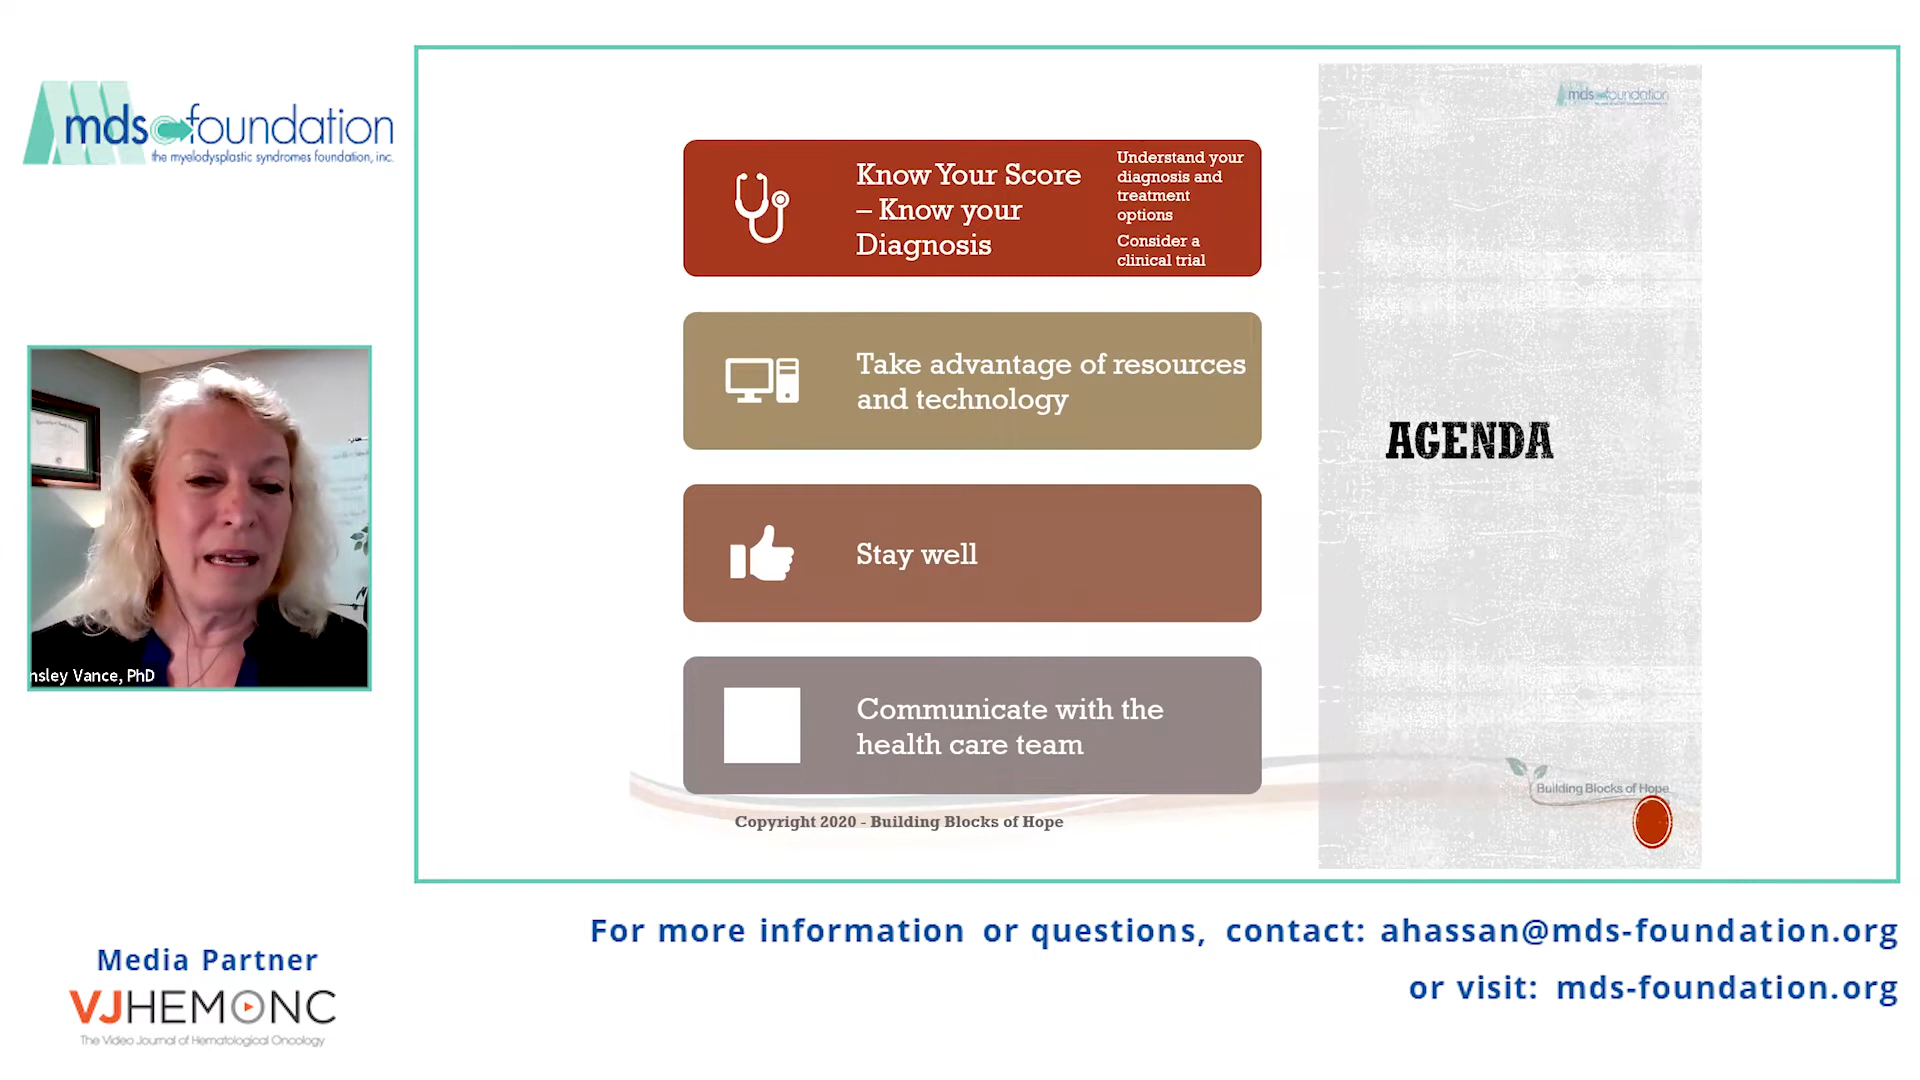 mds foundation
the myelodysplastic syndromes foundation, inc.
nsley Vance, PhD
Know Your Score
– Know your
Diagnosis
Understand your
diagnosis and
treatment
options
Consider a
clinical trial
Take advantage of resources
and technology
Stay well
Communicate with the
health care team
Copyright 2020 - Building Blocks of Hope
mds foundation
AGENDA
Building Blocks of Hope
For more information or questions, contact: ahassan@mds-foundation.org
or visit: mds-foundation.org
Media Partner
VJHEMONC
The Video Journal of Hematological Oncology